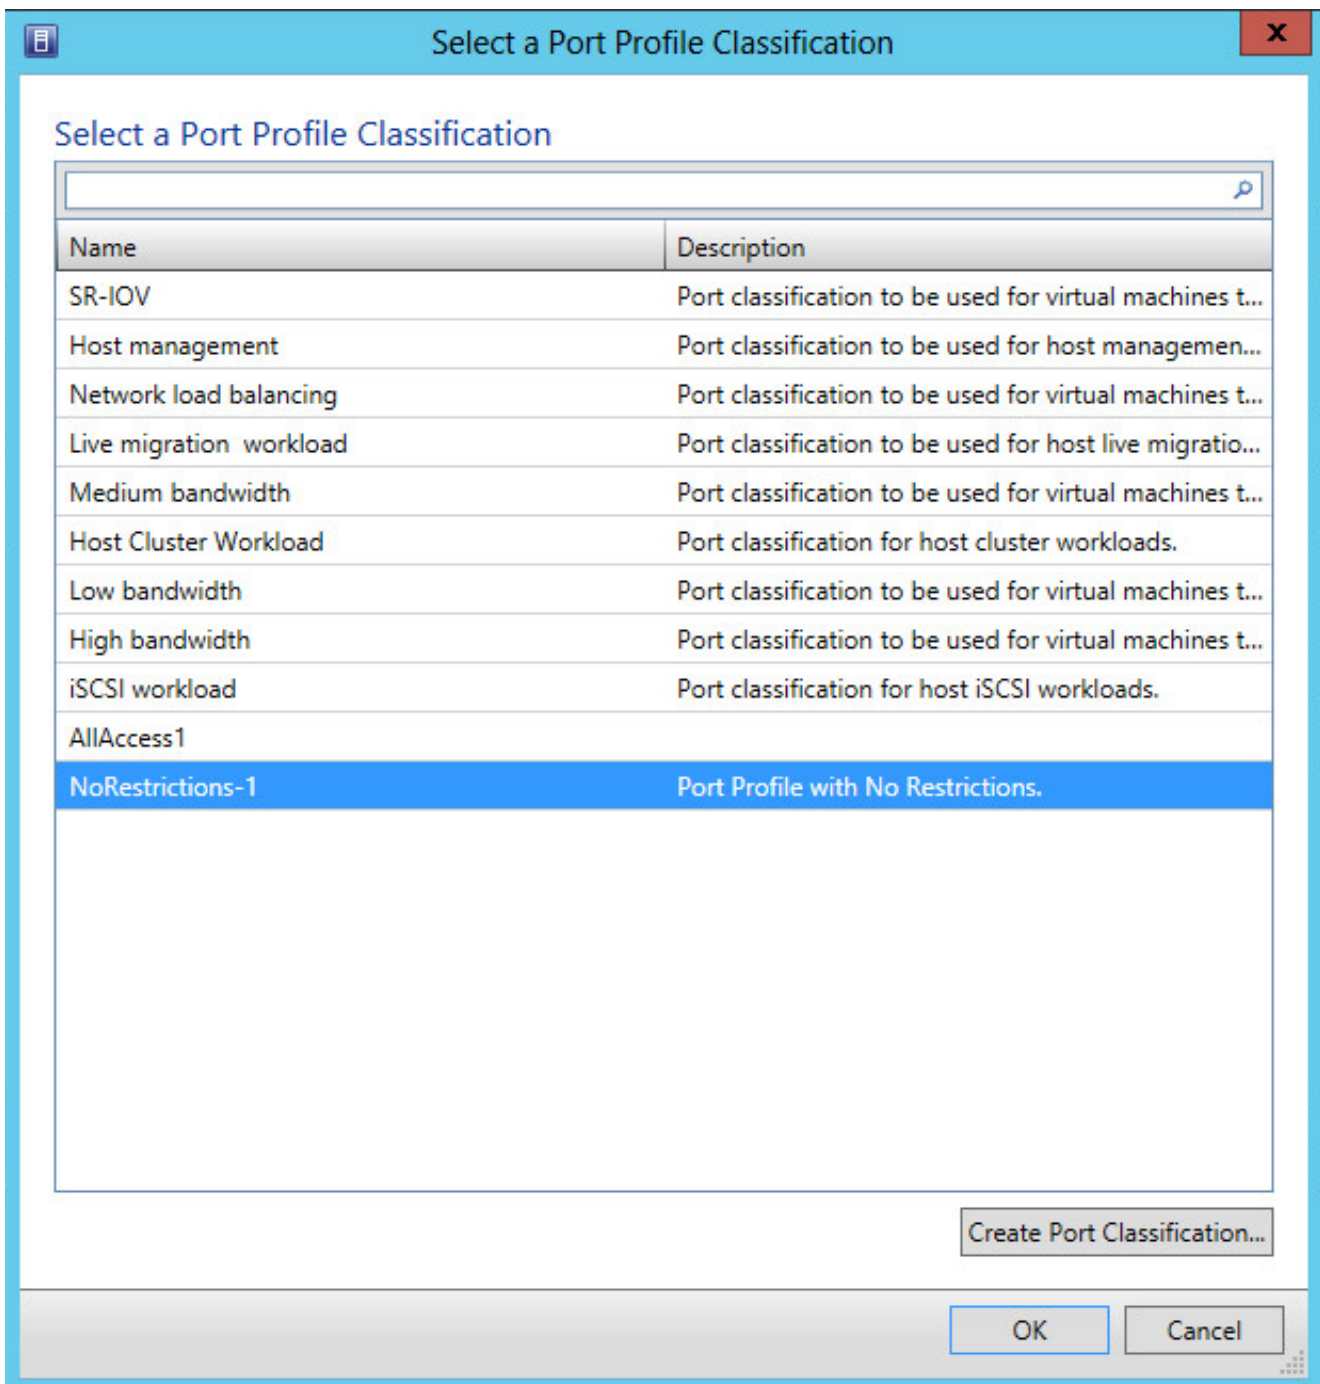 Select a Port Profile Classification
x
Select a Port Profile Classification
Name Description
SR-IOV Port classification to be used for virtual machines t...
Host management Port classification to be used for host managemen...
Network load balancing Port classification to be used for virtual machines t...
Live migration  workload Port classification to be used for host live migratio...
Medium bandwidth Port classification to be used for virtual machines t...
Host Cluster Workload Port classification for host cluster workloads.
Low bandwidth Port classification to be used for virtual machines t...
High bandwidth Port classification to be used for virtual machines t...
iSCSI workload Port classification for host iSCSI workloads.
AllAccess1
NoRestrictions-1 Port Profile with No Restrictions.
Create Port Classification...
OK Cancel